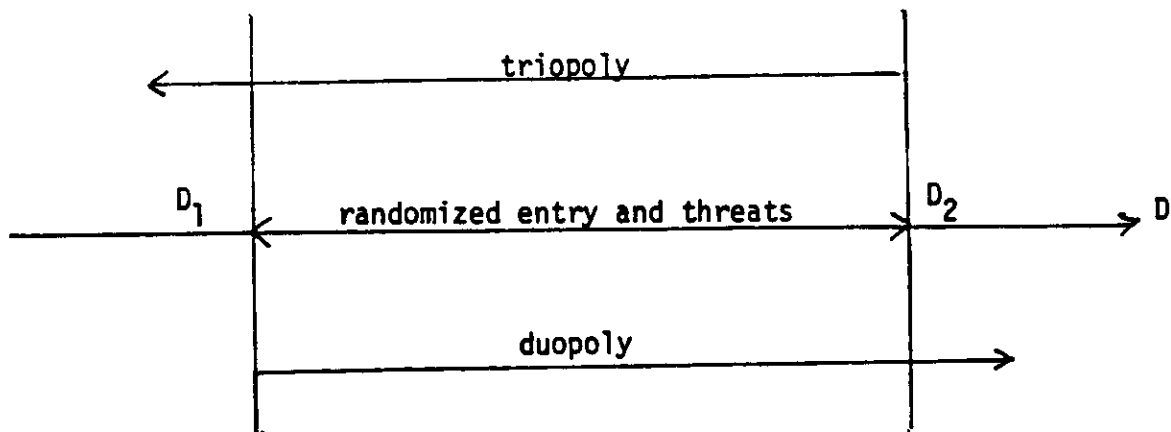 triopoly
D₁ randomized entry and threats D₂ D
duopoly